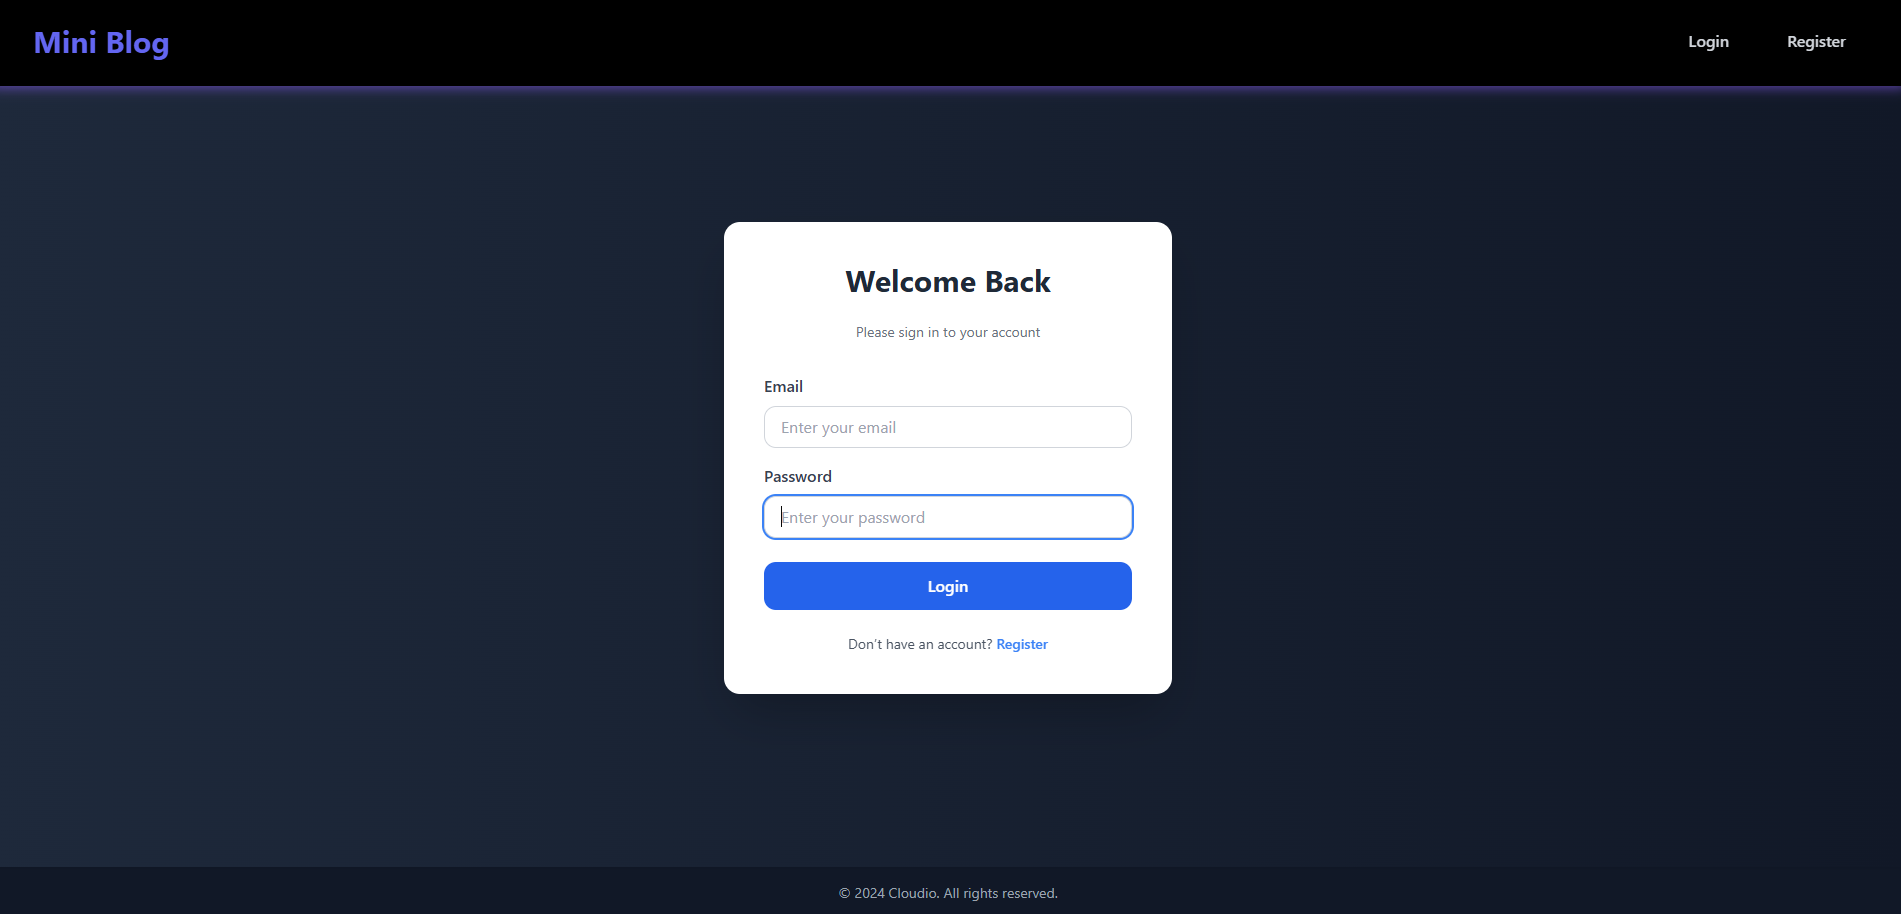 Mini Blog
Login
Register
Welcome Back
Please sign in to your account
Email
Enter your email
Password
Enter your password
Login
Don't have an account? Register
© 2024 Cloudio. All rights reserved.